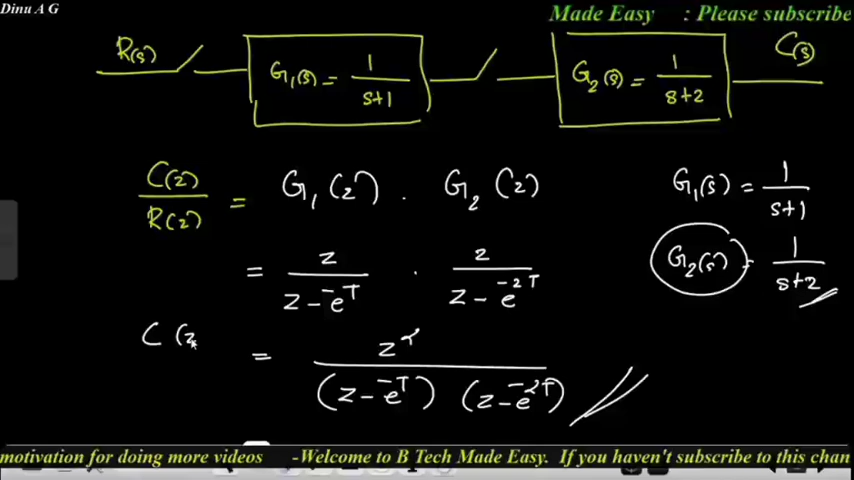 Dinu A G
Made Easy : Please subscribe
R(s) G₁(s) = 1/(s+1) G₂(s) = 1/(s+2) C(s)
C(z)/R(z) = G₁(z) . G₂(z)
G₁(s) = 1/(s+1)
= z/(z-e^-T) . z/(z-e^-2T)
G₂(s) = 1/(s+2)
C(z
= z²/((z-e^-T) (z-e^-2T))
motivation for doing more videos -Welcome to B Tech Made Easy. If you haven't subscribe to this chan